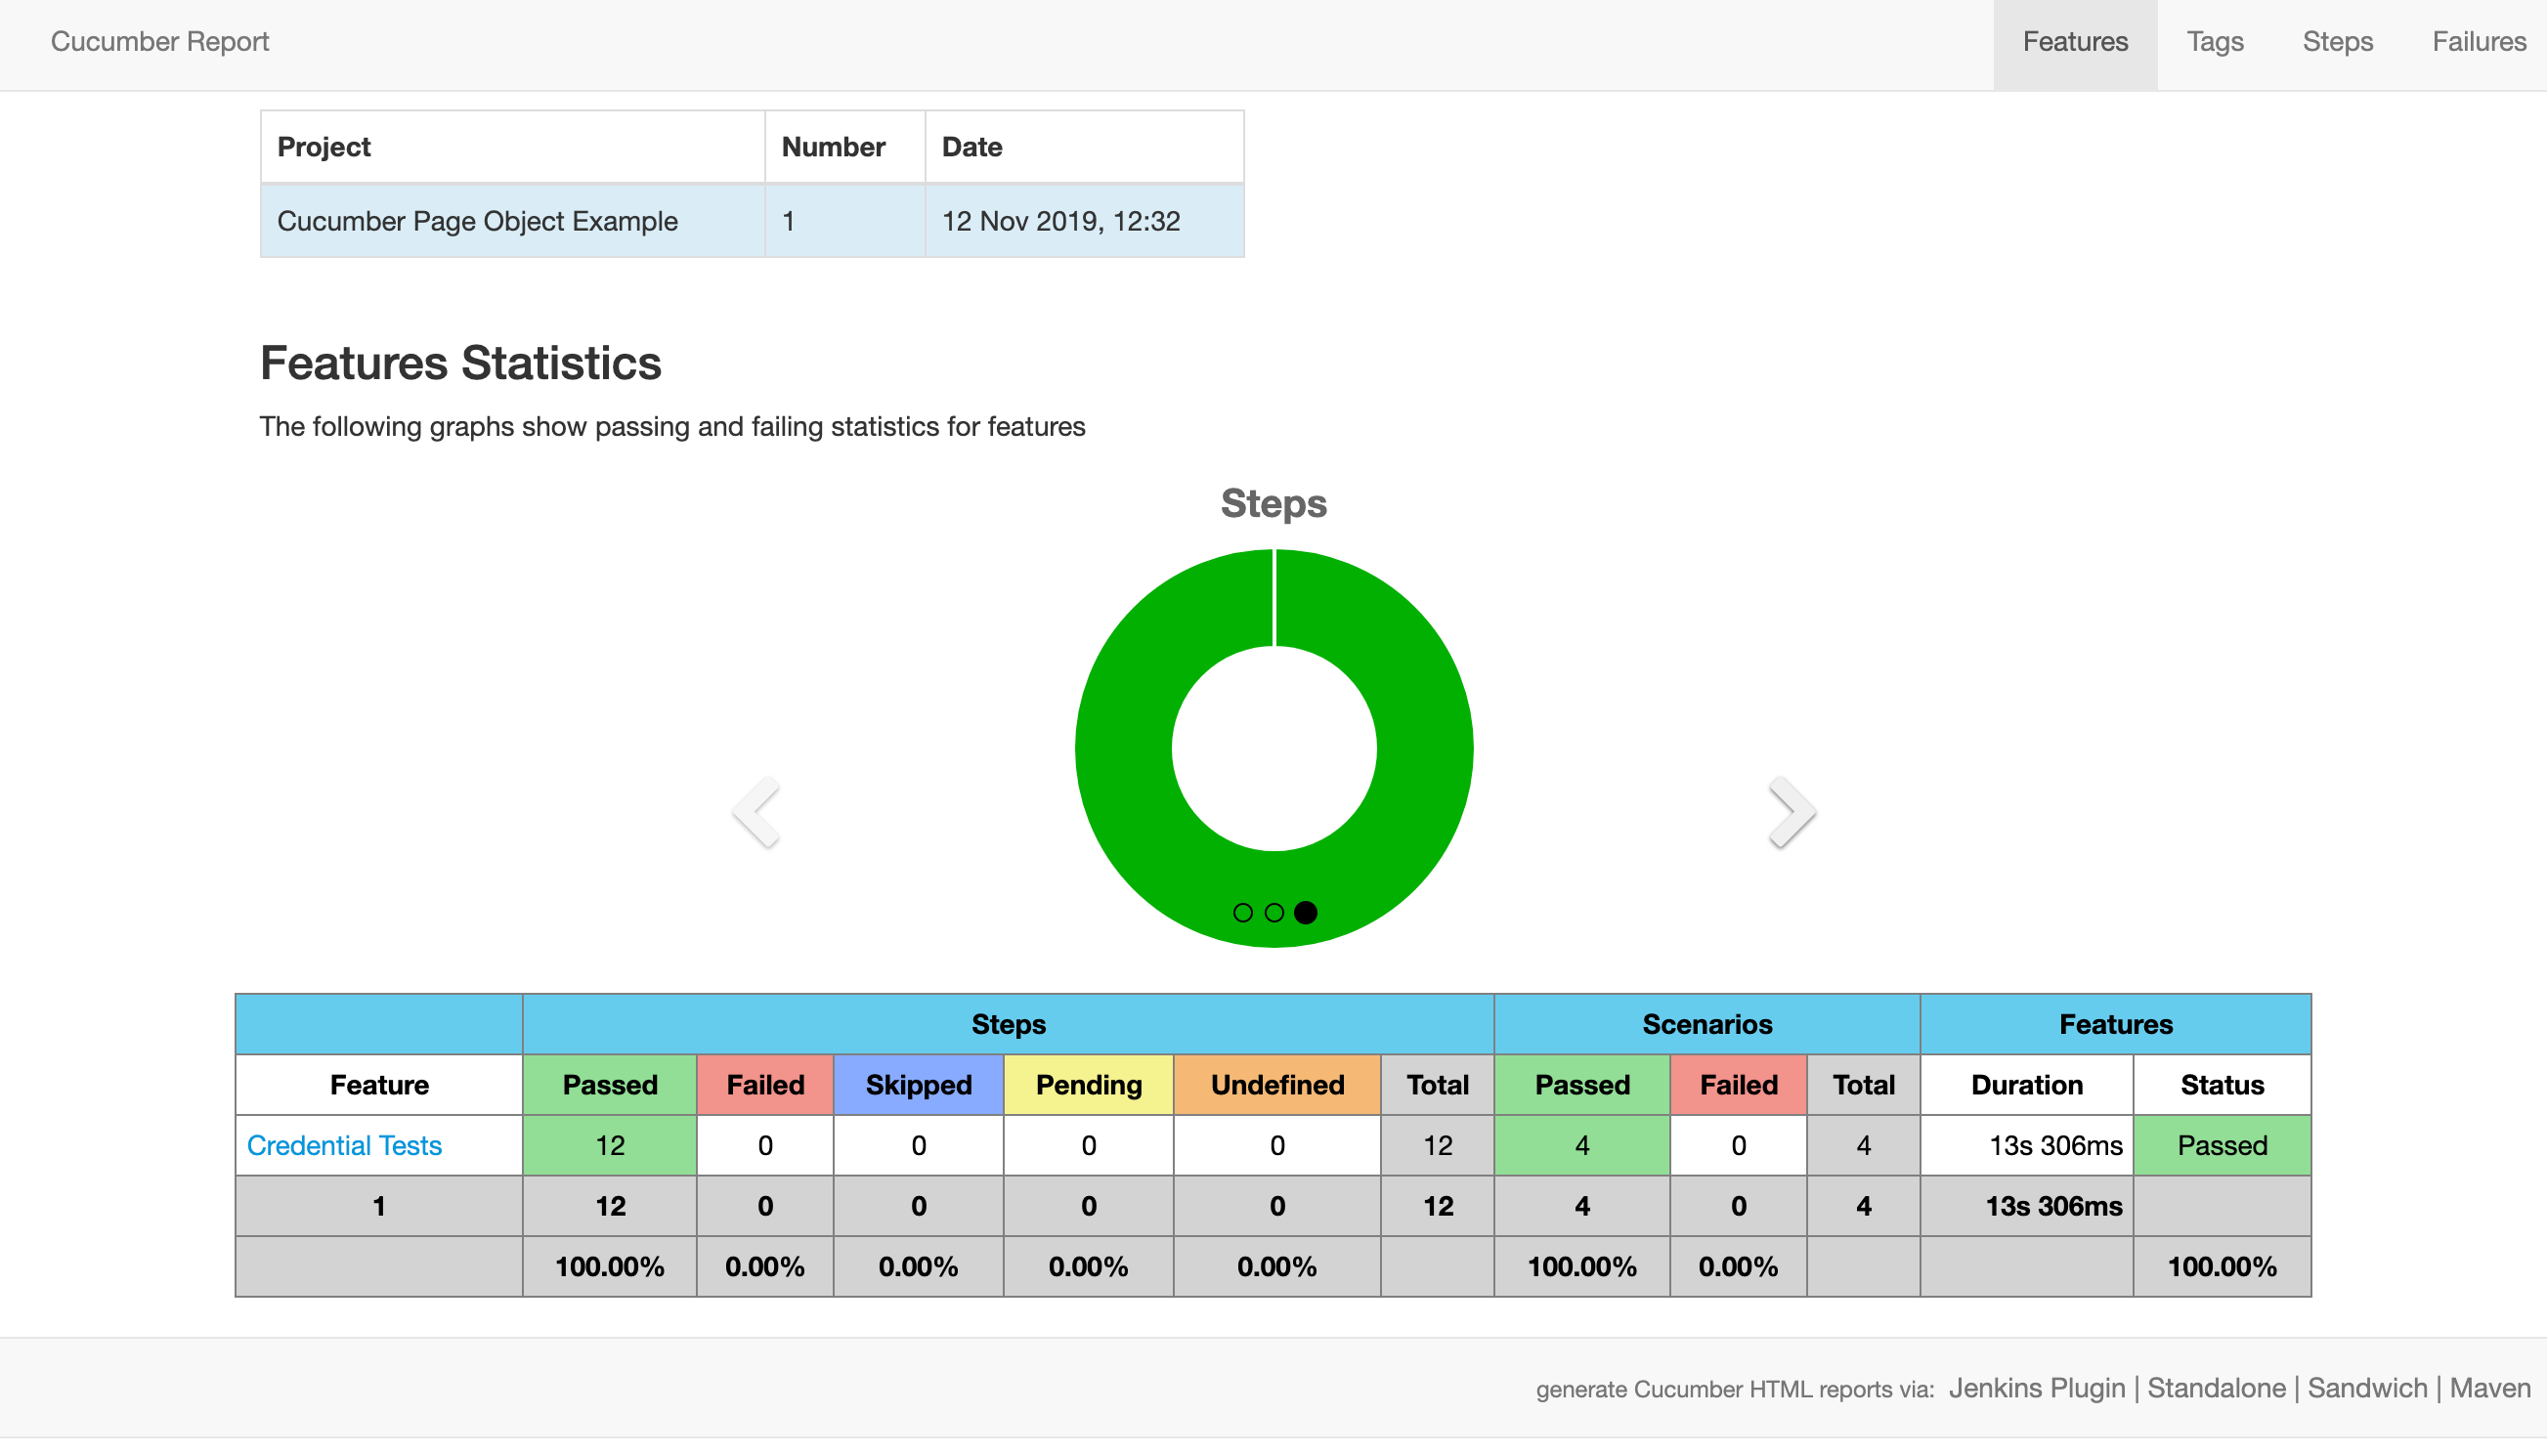 Cucumber Report Features Tags Steps Failures
Project Number Date
Cucumber Page Object Example 1 12 Nov 2019, 12:32
Features Statistics
The following graphs show passing and failing statistics for features
Steps
Steps Scenarios Features
Feature Passed Failed Skipped Pending Undefined Total Passed Failed Total Duration Status
Credential Tests 12 0 0 0 0 12 4 0 4 13s 306ms Passed
1 12 0 0 0 0 12 4 0 4 13s 306ms
100.00% 0.00% 0.00% 0.00% 0.00% 100.00% 0.00% 100.00%
generate Cucumber HTML reports via: Jenkins Plugin | Standalone | Sandwich | Maven